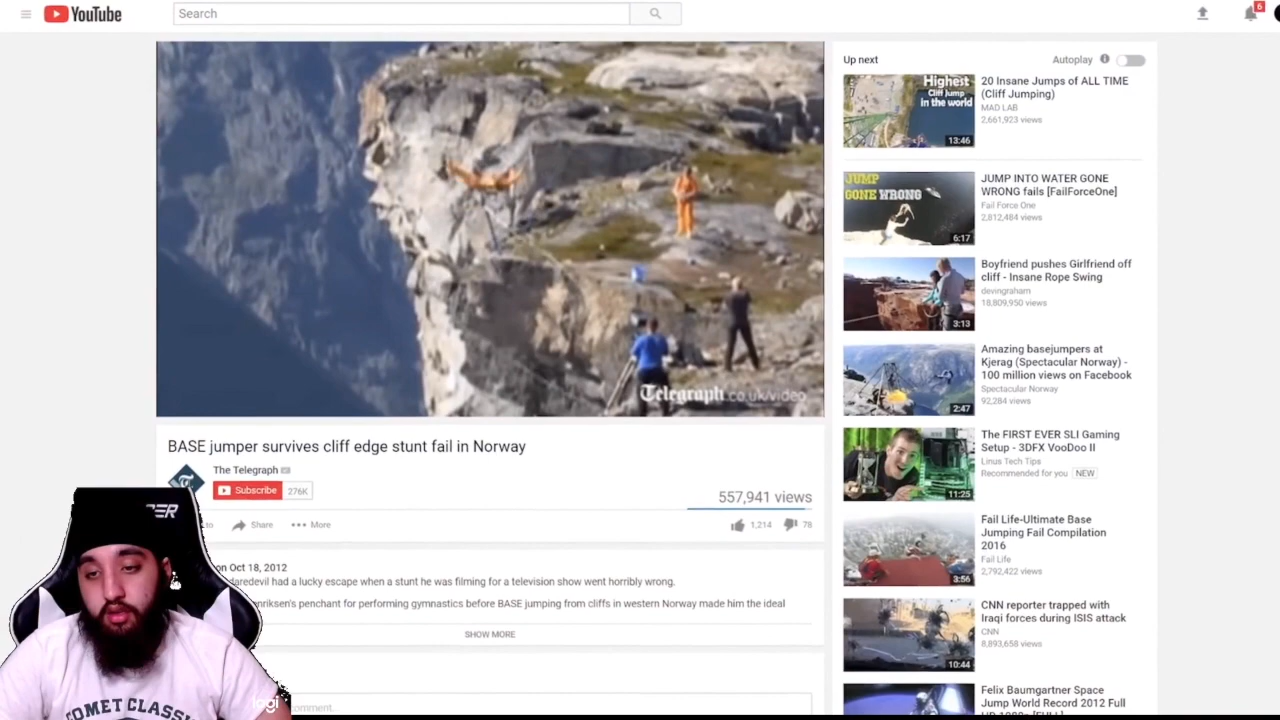 YouTube
Search
6
Telegraph.co.uk/video
BASE jumper survives cliff edge stunt fail in Norway
The Telegraph
Subscribe 276K
557,941 views
to Share More
1,214 78
on Oct 18, 2012
daredevil had a lucky escape when a stunt he was filming for a television show went horribly wrong.
penchant for performing gymnastics before BASE jumping from cliffs in western Norway made him the ideal
SHOW MORE
comment...
logi
Up next
Autoplay
Highest
Cliff Jump
in the world
13:46
20 Insane Jumps of ALL TIME
(Cliff Jumping)
MAD LAB
2,661,923 views
JUMP
GONE WRONG
6:17
JUMP INTO WATER GONE
WRONG fails [FailForceOne]
Fail Force One
2,812,484 views
3:13
Boyfriend pushes Girlfriend off
cliff - Insane Rope Swing
devingraham
18,809,950 views
2:47
Amazing basejumpers at
Kjerag (Spectacular Norway) -
100 million views on Facebook
Spectacular Norway
92,284 views
11:25
The FIRST EVER SLI Gaming
Setup - 3DFX VooDoo II
Linus Tech Tips
Recommended for you NEW
3:56
Fail Life-Ultimate Base
Jumping Fail Compilation
2016
Fail Life
2,792,422 views
10:44
CNN reporter trapped with
Iraqi forces during ISIS attack
CNN
8,893,658 views
Felix Baumgartner Space
Jump World Record 2012 Full